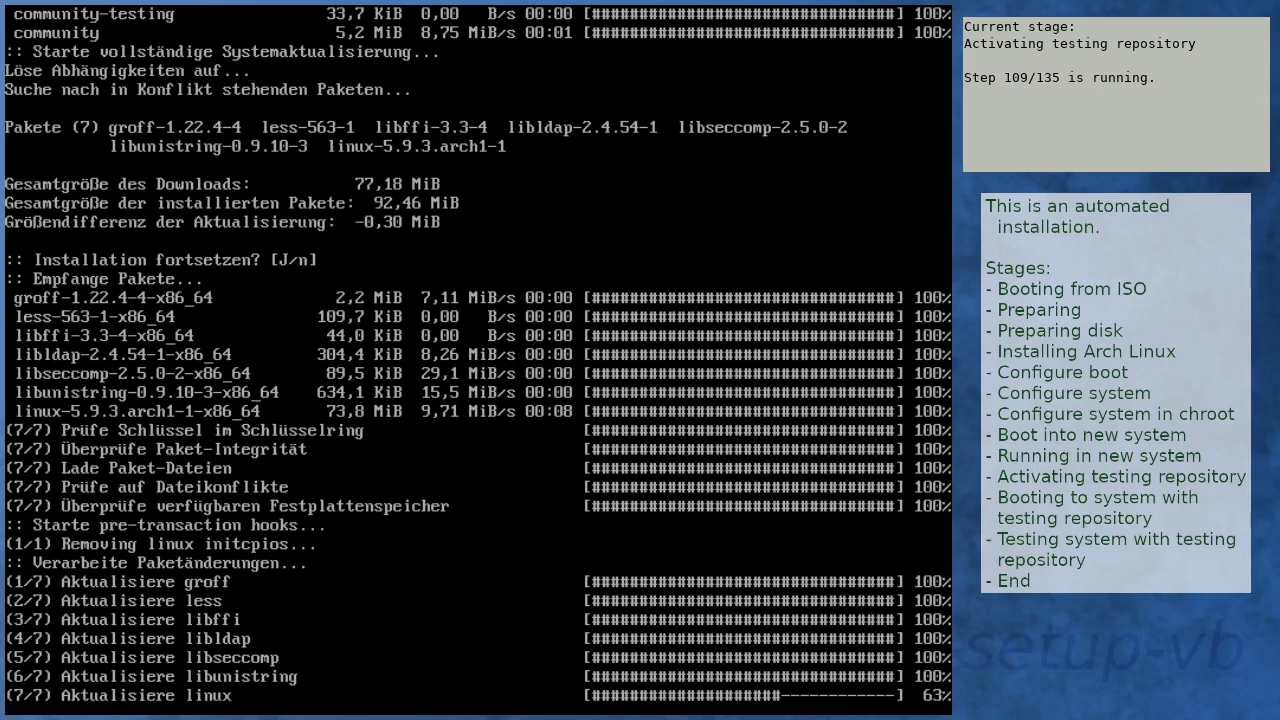 community-testing 33,7 KiB 0,00 B/s 00:00 [################################] 100%
community 5,2 MiB 8,75 MiB/s 00:01 [################################] 100%
:: Starte vollständige Systemaktualisierung...
Löse Abhängigkeiten auf...
Suche nach in Konflikt stehenden Paketen...
Pakete (7) groff-1.22.4-4 less-563-1 libffi-3.3-4 libldap-2.4.54-1 libseccomp-2.5.0-2
libunistring-0.9.10-3 linux-5.9.3.arch1-1
Gesamtgröße des Downloads: 77,18 MiB
Gesamtgröße der installierten Pakete: 92,46 MiB
Größendifferenz der Aktualisierung: -0,30 MiB
:: Installation fortsetzen? [J/n]
:: Empfange Pakete...
groff-1.22.4-4-x86_64 2,2 MiB 7,11 MiB/s 00:00 [################################] 100%
less-563-1-x86_64 109,7 KiB 0,00 B/s 00:00 [################################] 100%
libffi-3.3-4-x86_64 44,0 KiB 0,00 B/s 00:00 [################################] 100%
libldap-2.4.54-1-x86_64 304,4 KiB 8,26 MiB/s 00:00 [################################] 100%
libseccomp-2.5.0-2-x86_64 89,5 KiB 29,1 MiB/s 00:00 [################################] 100%
libunistring-0.9.10-3-x86_64 634,1 KiB 15,5 MiB/s 00:00 [################################] 100%
linux-5.9.3.arch1-1-x86_64 73,8 MiB 9,71 MiB/s 00:08 [################################] 100%
(7/7) Prüfe Schlüssel im Schlüsselring [################################] 100%
(7/7) Überprüfe Paket-Integrität [################################] 100%
(7/7) Lade Paket-Dateien [################################] 100%
(7/7) Prüfe auf Dateikonflikte [################################] 100%
(7/7) Überprüfe verfügbaren Festplattenspeicher [################################] 100%
:: Starte pre-transaction hooks...
(1/1) Removing linux initcpios...
:: Verarbeite Paketänderungen...
(1/7) Aktualisiere groff [################################] 100%
(2/7) Aktualisiere less [################################] 100%
(3/7) Aktualisiere libffi [################################] 100%
(4/7) Aktualisiere libldap [################################] 100%
(5/7) Aktualisiere libseccomp [################################] 100%
(6/7) Aktualisiere libunistring [################################] 100%
(7/7) Aktualisiere linux [####################------------] 63%
Current stage:
Activating testing repository
Step 109/135 is running.
This is an automated
installation.
Stages:
- Booting from ISO
- Preparing
- Preparing disk
- Installing Arch Linux
- Configure boot
- Configure system
- Configure system in chroot
- Boot into new system
- Running in new system
- Activating testing repository
- Booting to system with
testing repository
- Testing system with testing
repository
- End
setup-vb